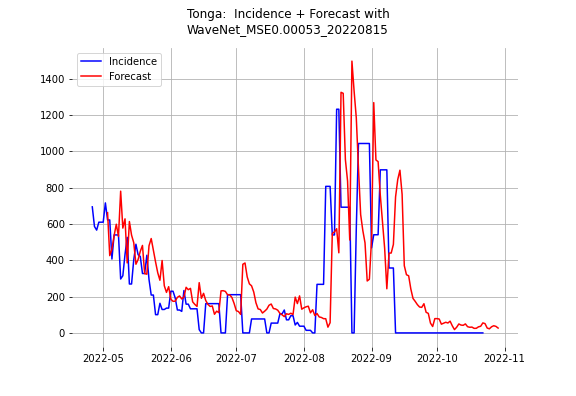 Tonga:  Incidence + Forecast with
WaveNet_MSE0.00053_20220815
Incidence
Forecast
1400
1200
1000
800
600
400
200
0
2022-05 2022-06 2022-07 2022-08 2022-09 2022-10 2022-11